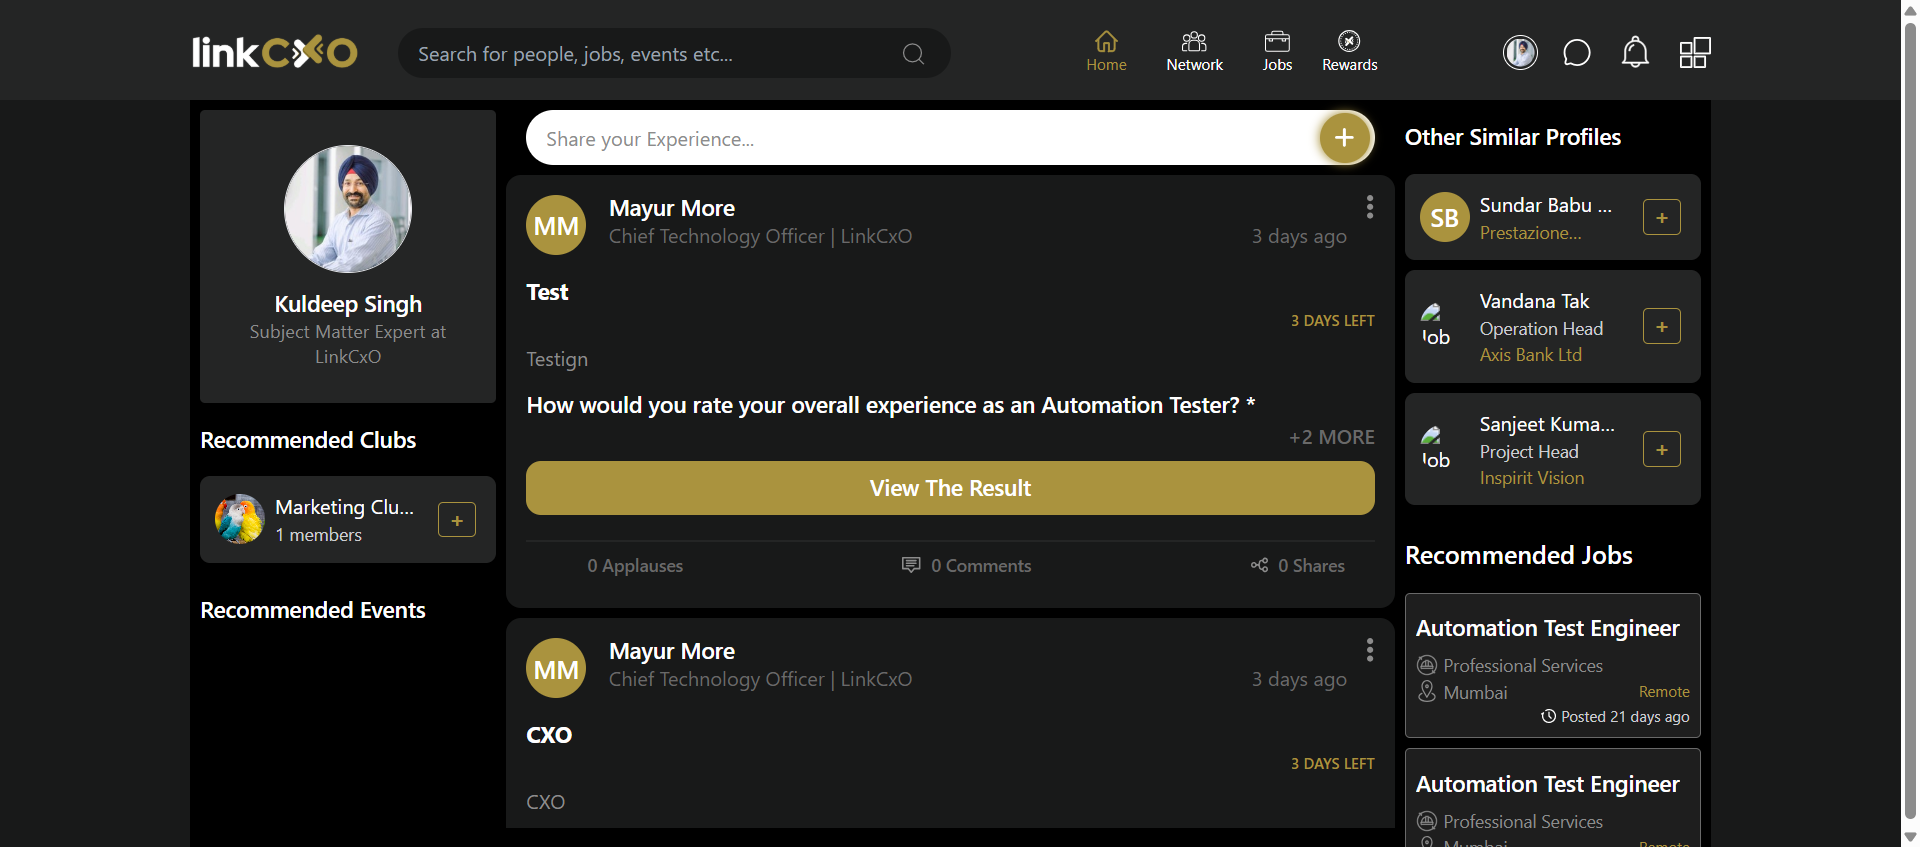 linkcxo
Search for people, jobs, events etc...
Home
Network
Jobs
Rewards
Kuldeep Singh
Subject Matter Expert at
LinkCxO
Recommended Clubs
Marketing Clu...
1 members
+
Recommended Events
Share your Experience...
+
MM
Mayur More
Chief Technology Officer | LinkCxO
3 days ago
Test
3 DAYS LEFT
Testign
How would you rate your overall experience as an Automation Tester? *
+2 MORE
View The Result
0 Applauses
0 Comments
0 Shares
MM
Mayur More
Chief Technology Officer | LinkCxO
3 days ago
CXO
3 DAYS LEFT
CXO
Other Similar Profiles
SB
Sundar Babu ...
Prestazione...
+
Job
Vandana Tak
Operation Head
Axis Bank Ltd
+
Job
Sanjeet Kuma...
Project Head
Inspirit Vision
+
Recommended Jobs
Automation Test Engineer
Professional Services
Mumbai
Remote
Posted 21 days ago
Automation Test Engineer
Professional Services
Mumbai
Remote